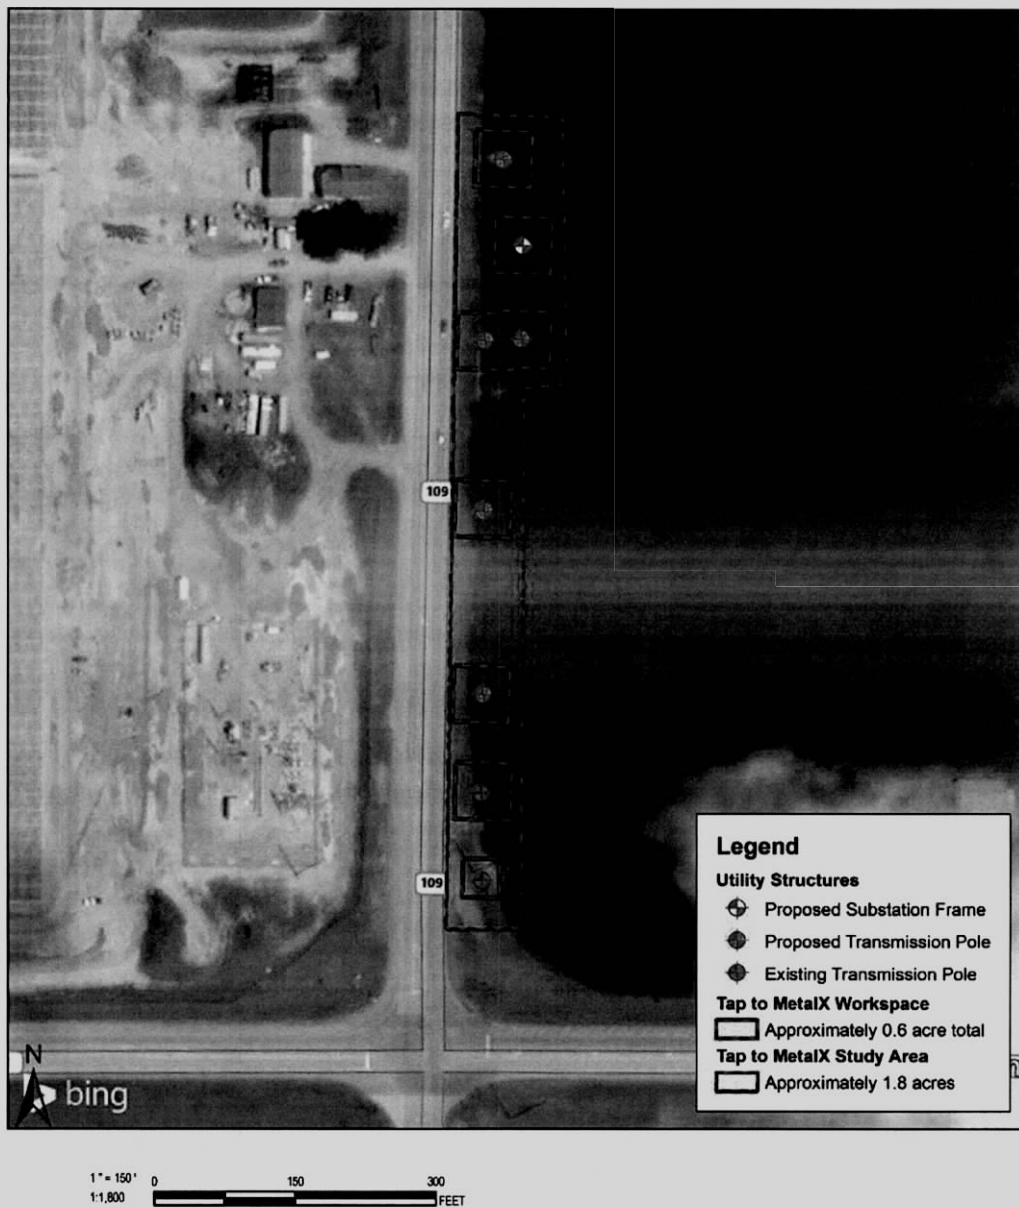 109
109
Legend
Utility Structures
Proposed Substation Frame
Proposed Transmission Pole
Existing Transmission Pole
Tap to MetalX Workspace
Approximately 0.6 acre total
Tap to MetalX Study Area
Approximately 1.8 acres
N
bing
1 " = 150 ' 0 150 300
1:1,800 FEET